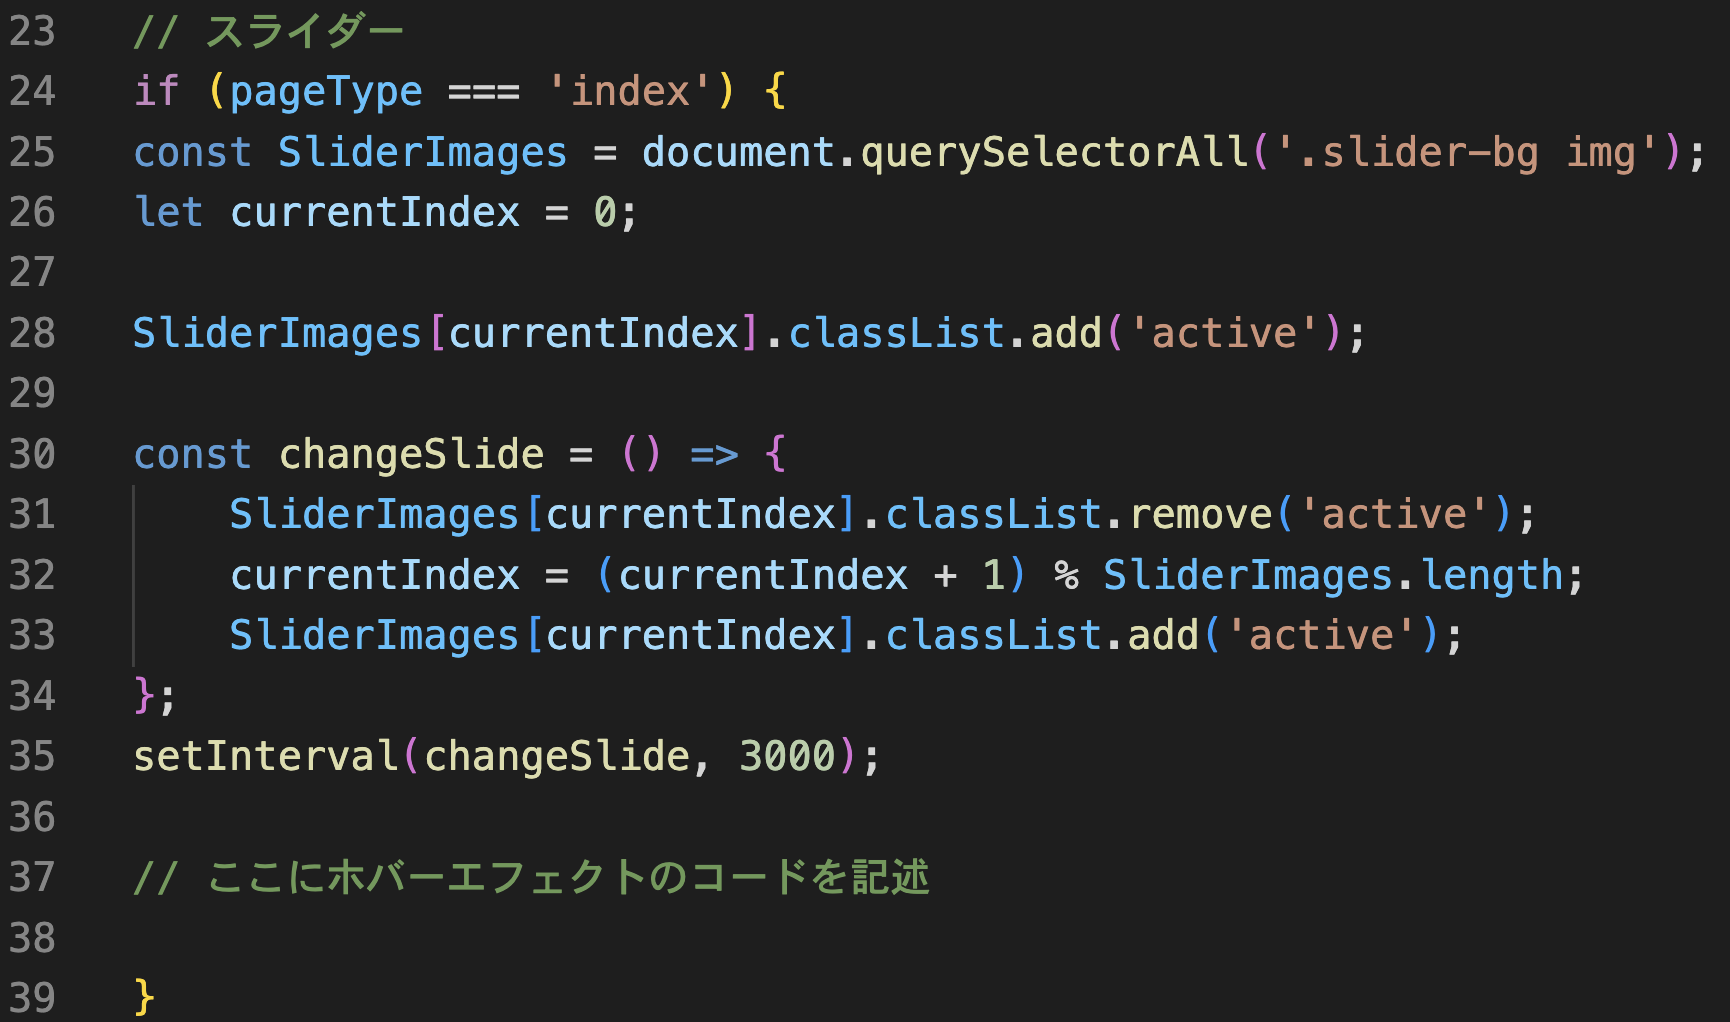 23 // スライダー
24 if (pageType === 'index') {
25 const SliderImages = document.querySelectorAll('.slider-bg img');
26 let currentIndex = 0;
27
28 SliderImages[currentIndex].classList.add('active');
29
30 const changeSlide = () => {
31     SliderImages[currentIndex].classList.remove('active');
32     currentIndex = (currentIndex + 1) % SliderImages.length;
33     SliderImages[currentIndex].classList.add('active');
34 };
35 setInterval(changeSlide, 3000);
36
37 // ここにホバーエフェクトのコードを記述
38
39 }